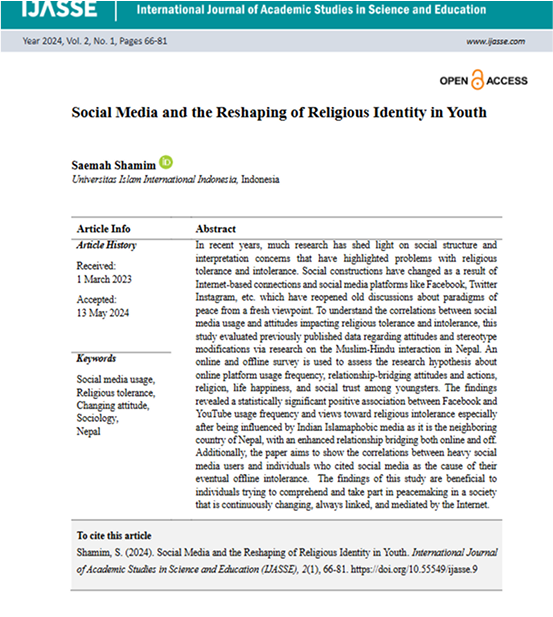 IJASSE
International Journal of Academic Studies in Science and Education
Year 2024, Vol. 2, No. 1, Pages 66-81
www.ijasse.com
OPEN ACCESS
Social Media and the Reshaping of Religious Identity in Youth
Saemah Shamim iD
Universitas Islam International Indonesia, Indonesia
Article Info
Article History
Received:
1 March 2023
Accepted:
13 May 2024
Keywords
Social media usage,
Religious tolerance,
Changing attitude,
Sociology,
Nepal
Abstract
In recent years, much research has shed light on social structure and
interpretation concerns that have highlighted problems with religious
tolerance and intolerance. Social constructions have changed as a result of
Internet-based connections and social media platforms like Facebook, Twitter
Instagram, etc. which have reopened old discussions about paradigms of
peace from a fresh viewpoint. To understand the correlations between social
media usage and attitudes impacting religious tolerance and intolerance, this
study evaluated previously published data regarding attitudes and stereotype
modifications via research on the Muslim-Hindu interaction in Nepal. An
online and offline survey is used to assess the research hypothesis about
online platform usage frequency, relationship-bridging attitudes and actions,
religion, life happiness, and social trust among youngsters. The findings
revealed a statistically significant positive association between Facebook and
YouTube usage frequency and views toward religious intolerance especially
after being influenced by Indian Islamaphobic media as it is the neighboring
country of Nepal, with an enhanced relationship bridging both online and off.
Additionally, the paper aims to show the correlations between heavy social
media users and individuals who cited social media as the cause of their
eventual offline intolerance. The findings of this study are beneficial to
individuals trying to comprehend and take part in peacemaking in a society
that is continuously changing, always linked, and mediated by the Internet.
To cite this article
Shamim, S. (2024). Social Media and the Reshaping of Religious Identity in Youth. International Journal
of Academic Studies in Science and Education (IJASSE), 2(1), 66-81. https://doi.org/10.55549/ijasse.9